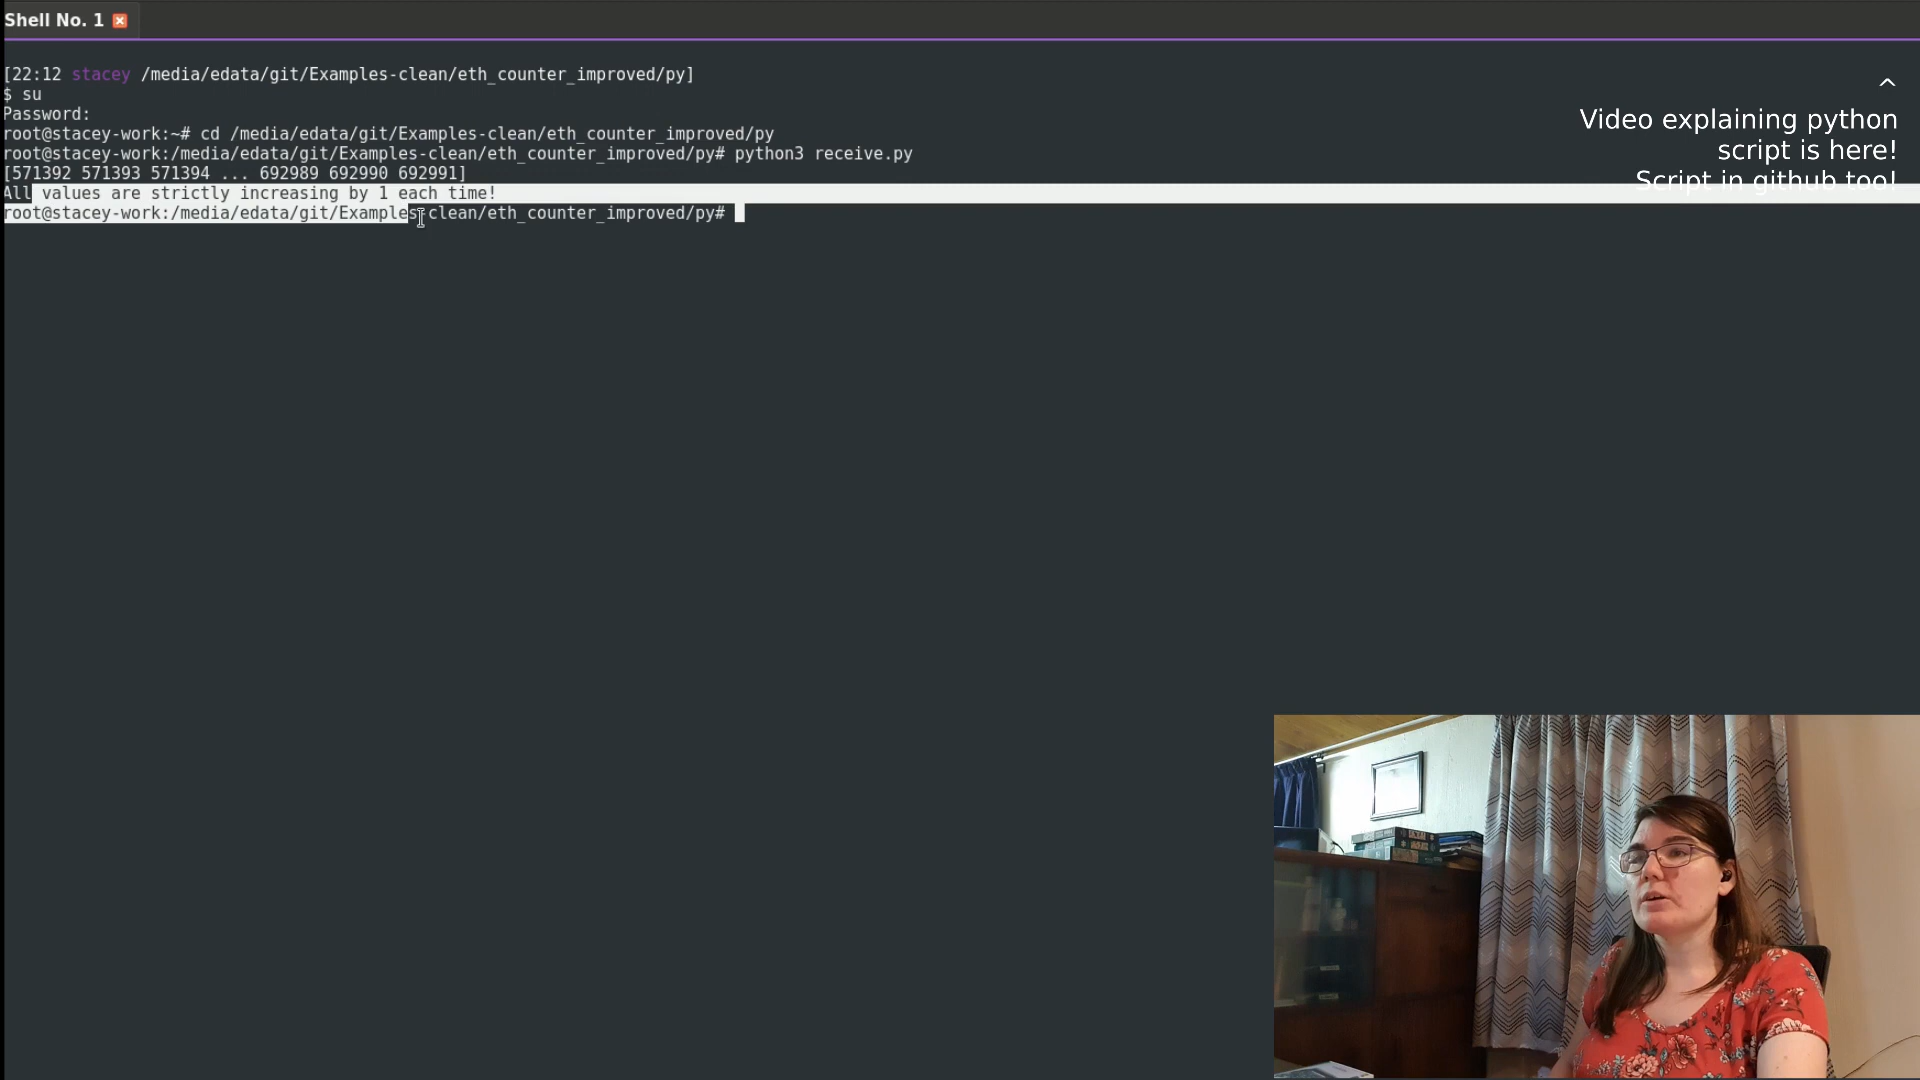 Shell No. 1
[22:12 stacey /media/edata/git/Examples-clean/eth_counter_improved/py]
$ su
Password:
root@stacey-work:~# cd /media/edata/git/Examples-clean/eth_counter_improved/py
root@stacey-work:/media/edata/git/Examples-clean/eth_counter_improved/py# python3 receive.py
[571392 571393 571394 ... 692989 692990 692991]
All values are strictly increasing by 1 each time!
root@stacey-work:/media/edata/git/Examples-clean/eth_counter_improved/py#
Video explaining python
script is here!
Script in github too!